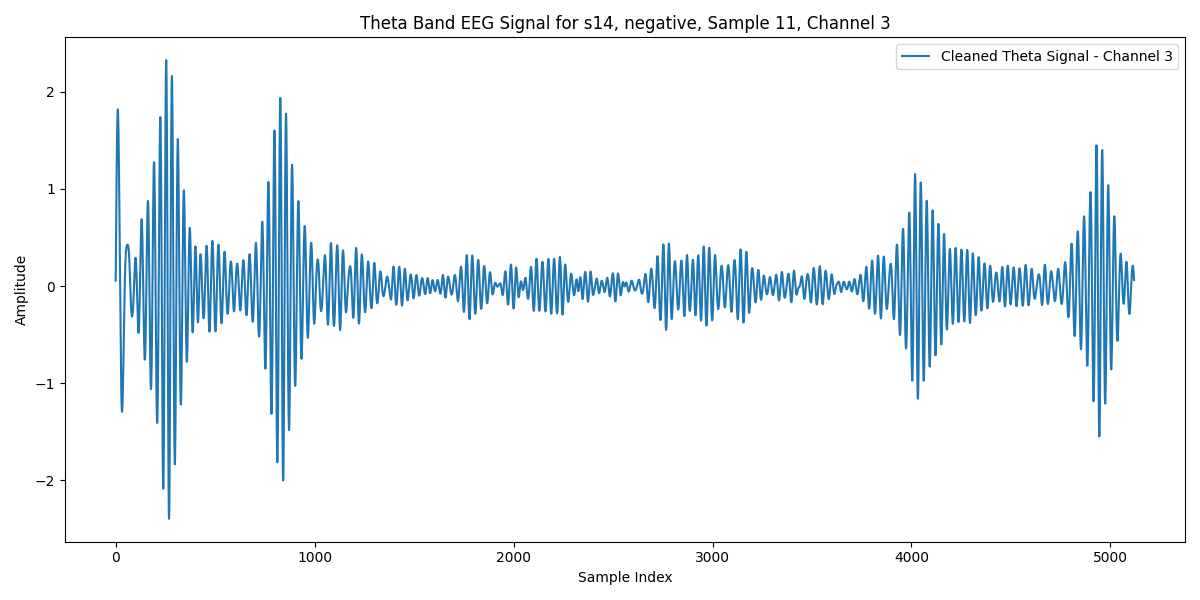 Theta Band EEG Signal for s14, negative, Sample 11, Channel 3
Cleaned Theta Signal - Channel 3
Amplitude
2
1
0
−1
−2
0 1000 2000 3000 4000 5000
Sample Index